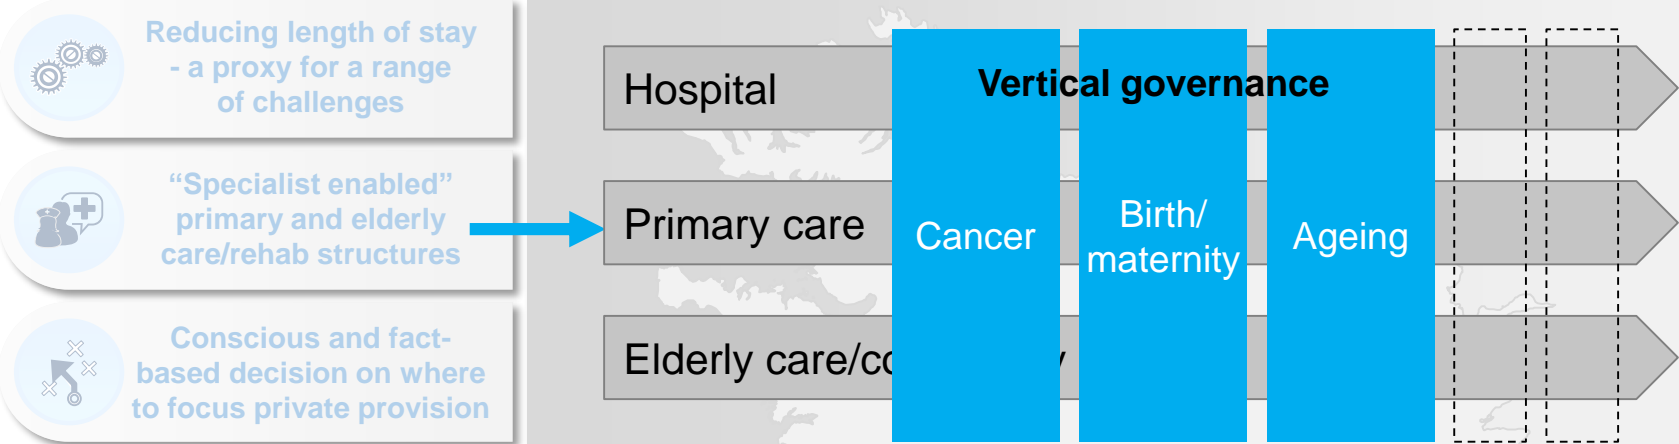 Reducing length of stay
- a proxy for a range
of challenges
“Specialist enabled”
primary and elderly
care/rehab structures
Conscious and fact-
based decision on where
to focus private provision
Hospital
Vertical governance
Primary care
Elderly care/co
Cancer
Birth/
maternity
Ageing